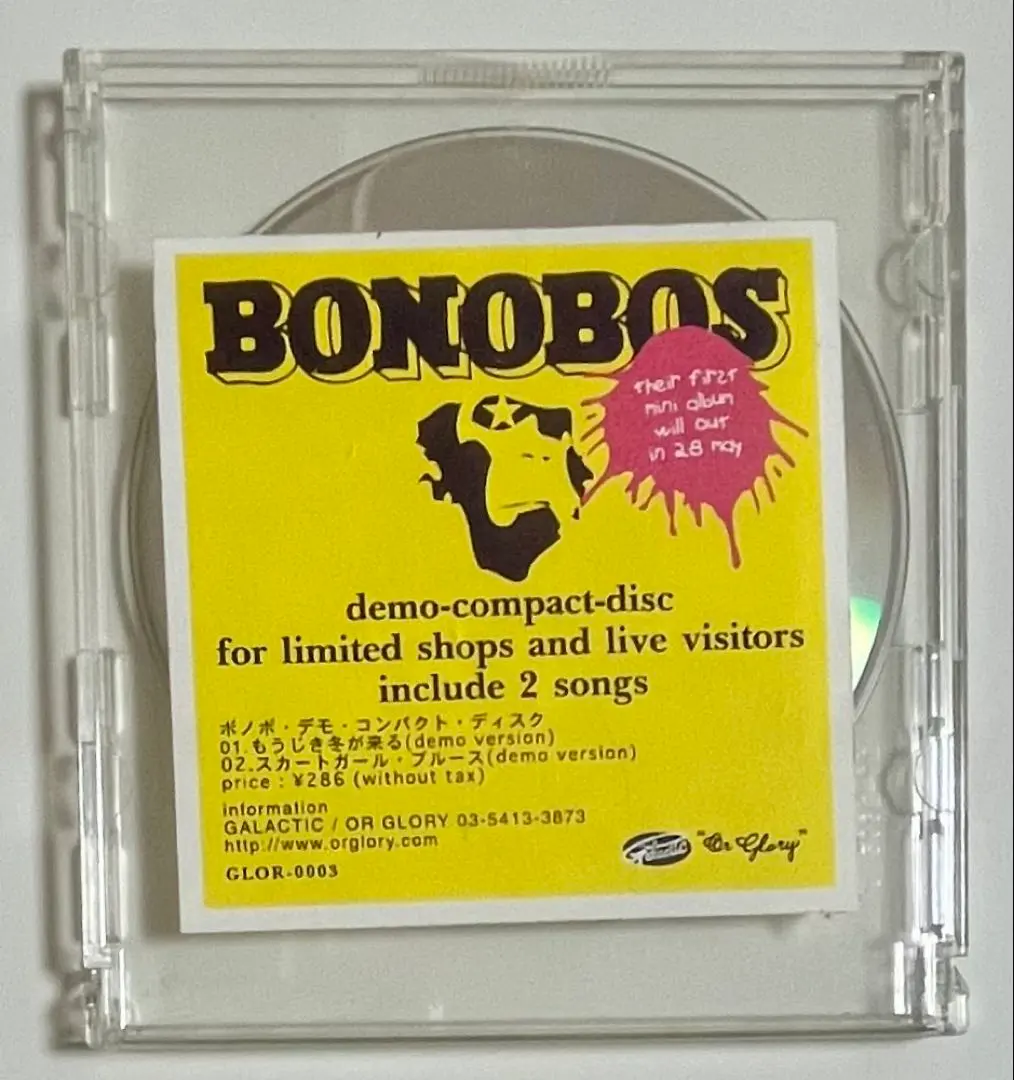 BONOBOS
their first
mini album
will out
in 28 may
demo-compact-disc
for limited shops and live visitors
include 2 songs
ボノボ・デモ・コンパクト・ディスク
01.もうじき冬が来る(demo version)
02.スカートガール・ブルース(demo version)
price : ¥286 (without tax)
information
GALACTIC / OR GLORY 03-5413-3873
http://www.orglory.com
"Or Glory"
GLOR-0003